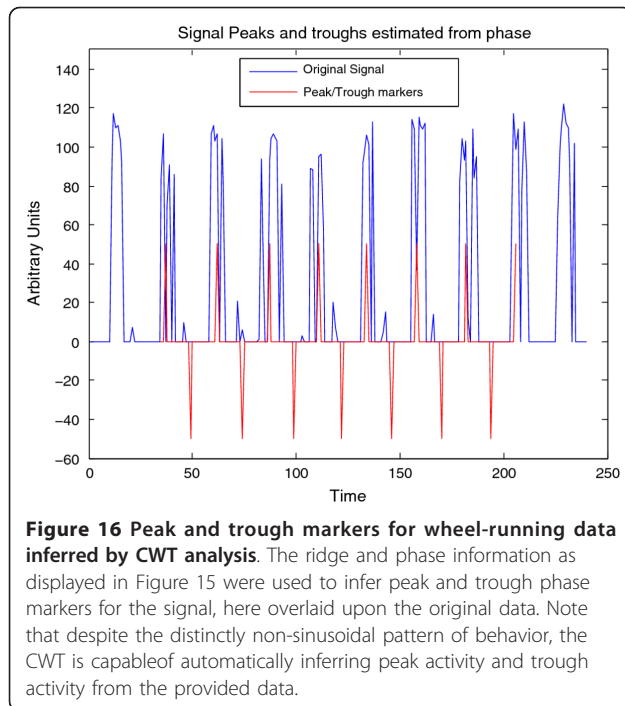 Signal Peaks and troughs estimated from phase
Original Signal
Peak/Trough markers
140
120
100
80
60
40
20
0
−20
−40
−60
Arbitrary Units
0
50
100
150
200
250
Time
Figure 16 Peak and trough markers for wheel-running data
inferred by CWT analysis. The ridge and phase information as
displayed in Figure 15 were used to infer peak and trough phase
markers for the signal, here overlaid upon the original data. Note
that despite the distinctly non-sinusoidal pattern of behavior, the
CWT is capableof automatically inferring peak activity and trough
activity from the provided data.